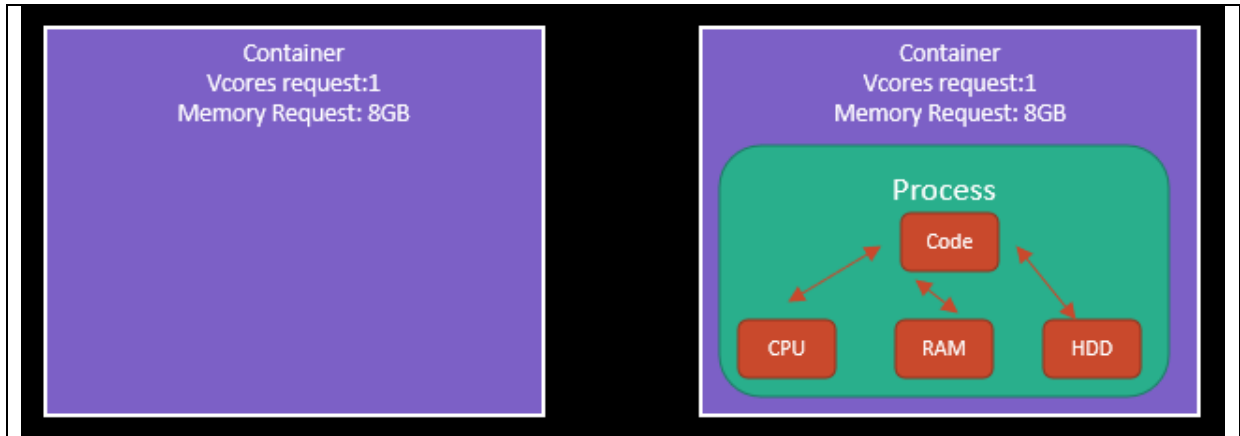 Container
Vcores request:1
Memory Request: 8GB
Container
Vcores request:1
Memory Request: 8GB
Process
Code
CPU
RAM
HDD